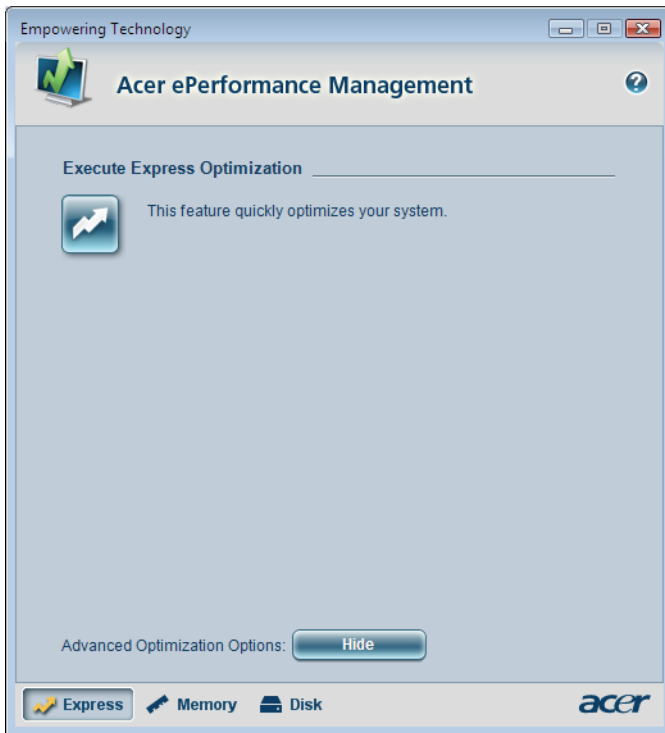 Empowering Technology
Acer ePerformance Management
?
Execute Express Optimization
This feature quickly optimizes your system.
Advanced Optimization Options: Hide
Express Memory Disk acer